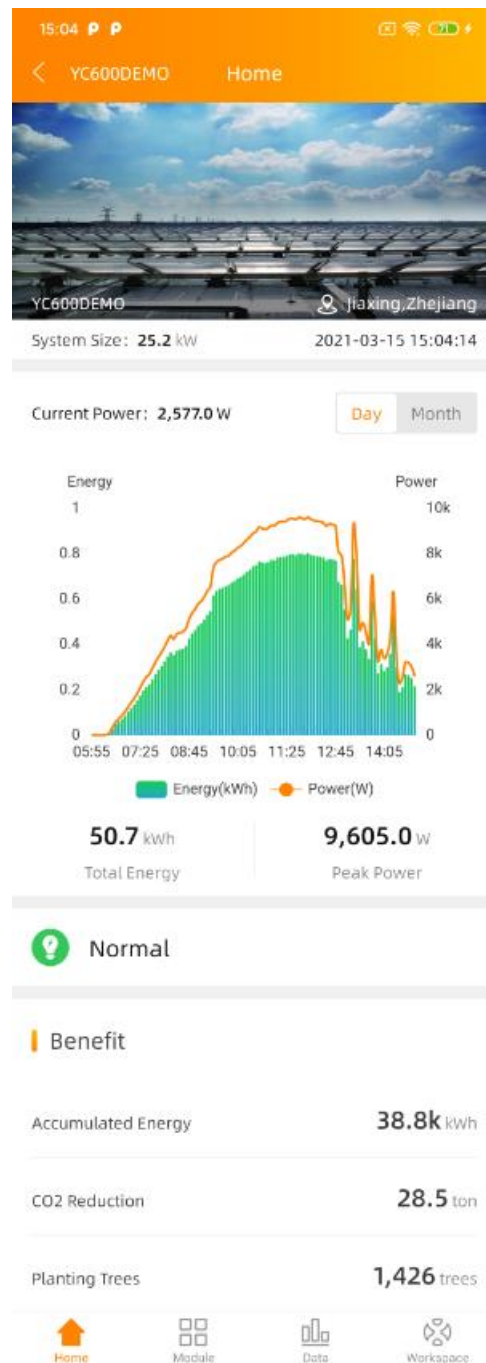 15:04 P P 71
YC600DEMO Home
YC600DEMO Jiaxing,Zhejiang
System Size: 25.2 kW 2021-03-15 15:04:14
Current Power: 2,577.0 W Day Month
Energy Power
1 10k
0.8 8k
0.6 6k
0.4 4k
0.2 2k
0 0
05:55 07:25 08:45 10:05 11:25 12:45 14:05
Energy(kWh) Power(W)
50.7 kWh 9,605.0 W
Total Energy Peak Power
Normal
Benefit
Accumulated Energy 38.8k kWh
CO2 Reduction 28.5 ton
Planting Trees 1,426 trees
Home Module Data Workspace